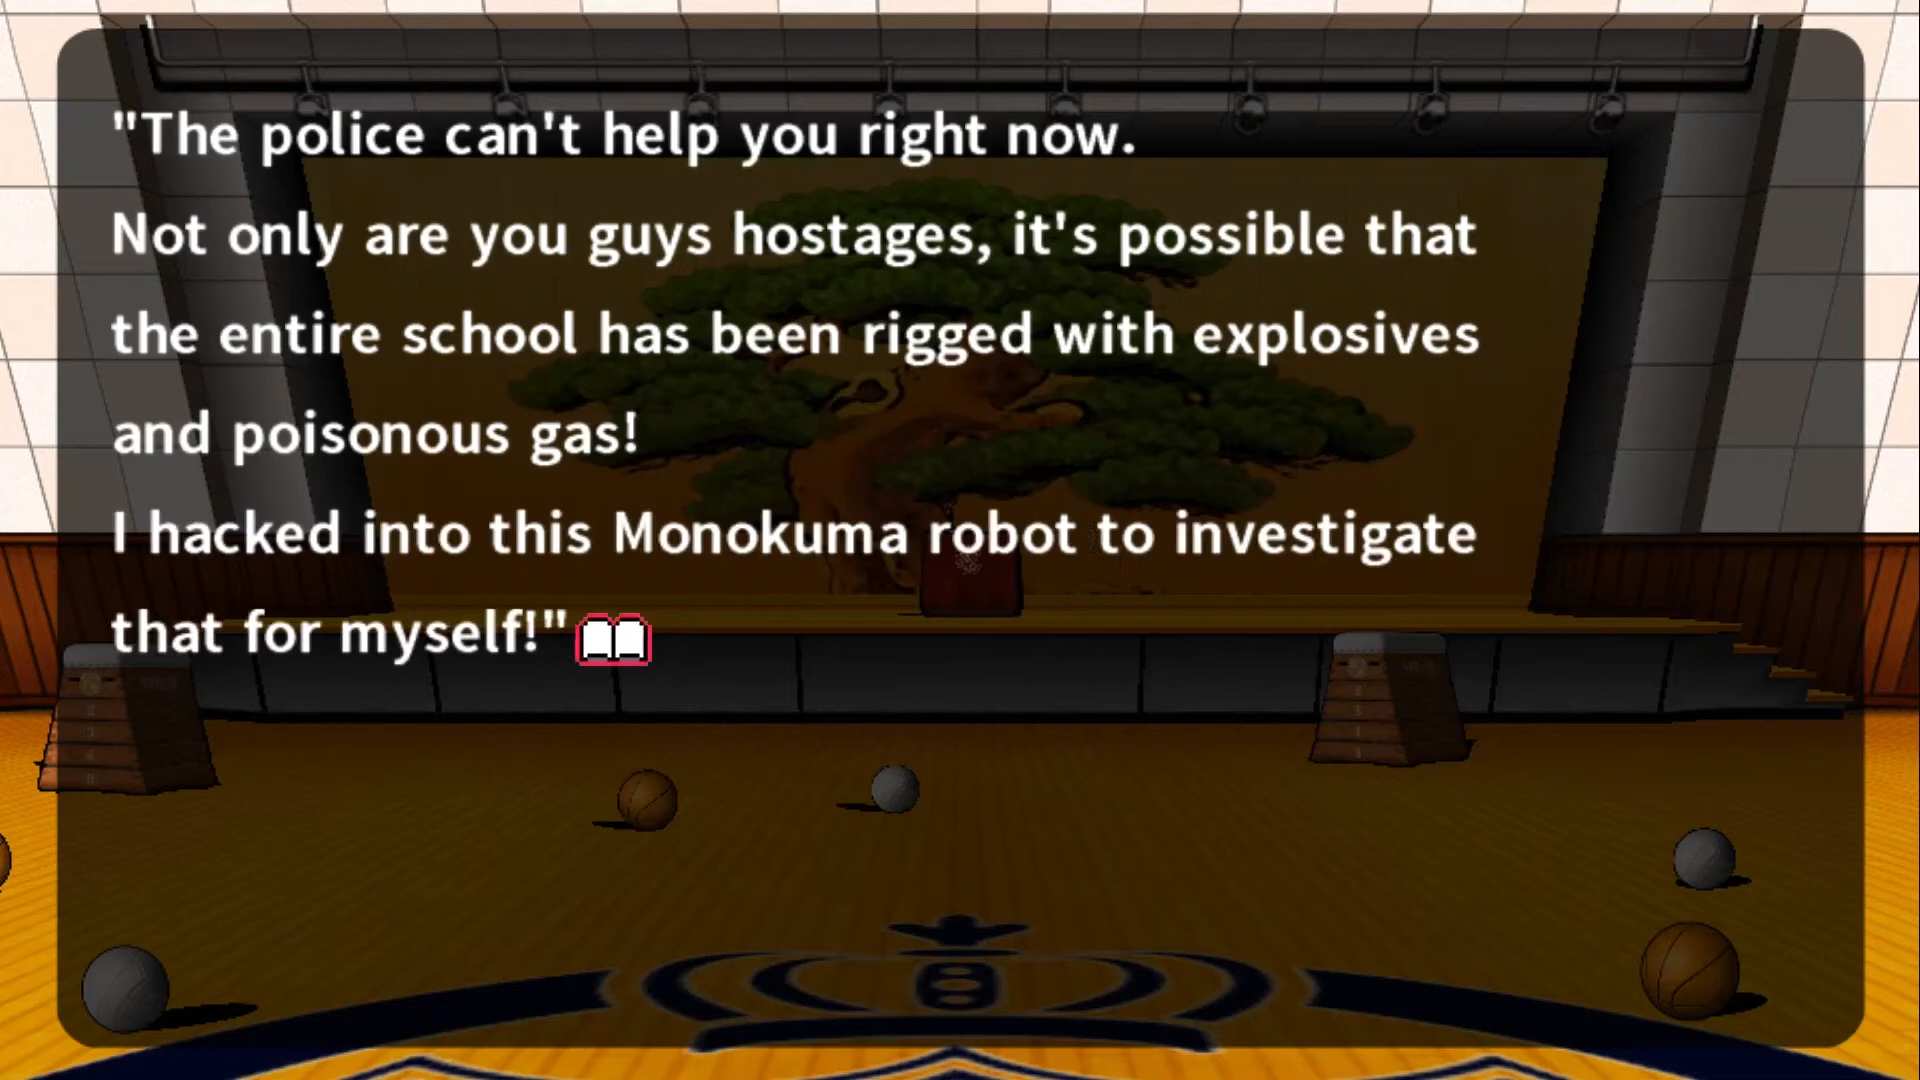 "The police can't help you right now.
Not only are you guys hostages, it's possible that
the entire school has been rigged with explosives
and poisonous gas!
I hacked into this Monokuma robot to investigate
that for myself!"